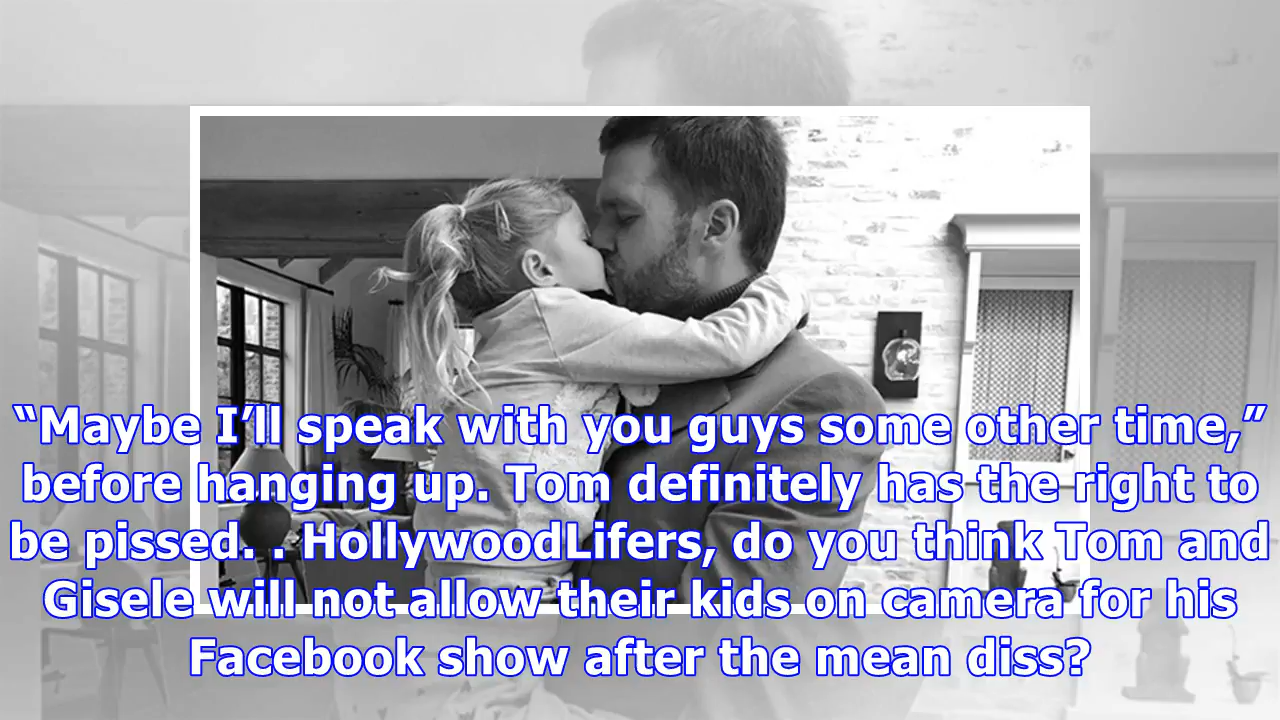 “Maybe I’ll speak with you guys some other time,”
before hanging up. Tom definitely has the right to
be pissed. . HollywoodLifers, do you think Tom and
Gisele will not allow their kids on camera for his
Facebook show after the mean diss?